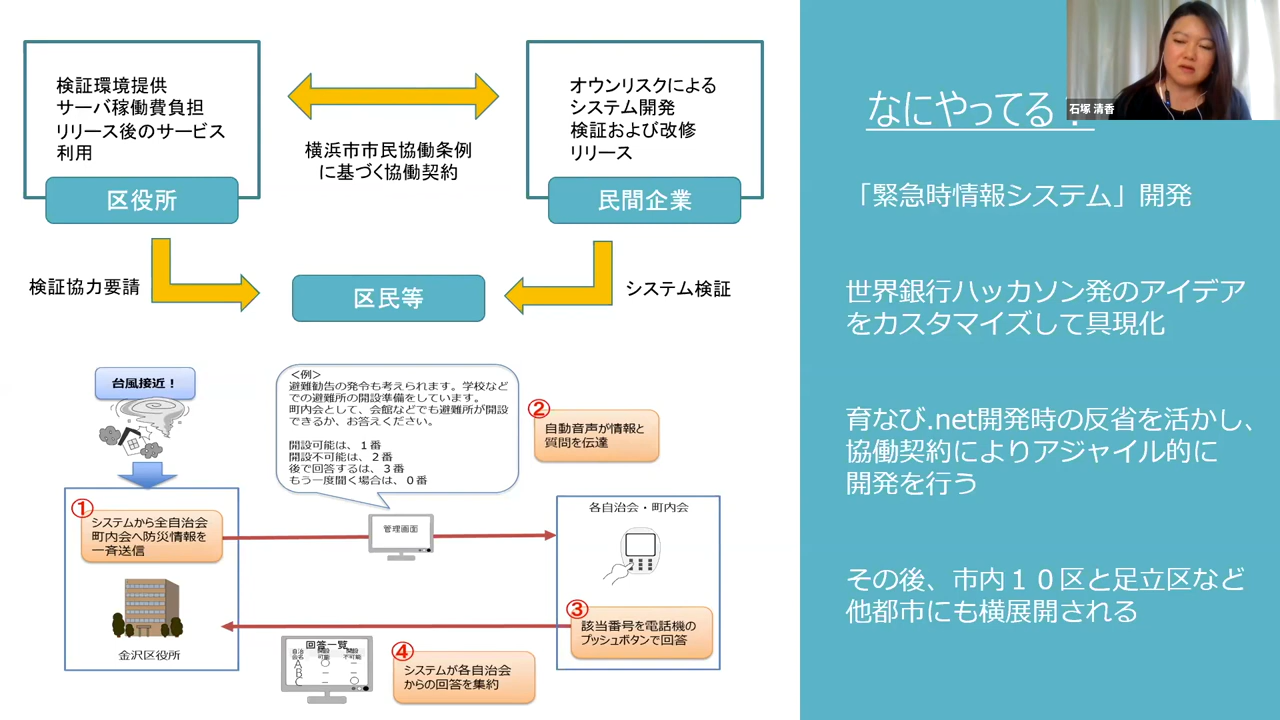 検証環境提供
サーバ稼働費負担
リリース後のサービス
利用
区役所
横浜市市民協働条例
に基づく協働契約
オウンリスクによる
システム開発
検証および改修
リリース
民間企業
検証協力要請
区民等
システム検証
台風接近！
＜例＞
避難勧告の発令も考えられます。学校など
での避難所の開設準備をしています。
町内会として、会館などでも避難所が開設
できるか、お答えください。
開設可能は、１番
開設不可能は、２番
後で回答するは、３番
もう一度聞く場合は、０番
②
自動音声が情報と
質問を伝達
①
システムから全自治会
町内会へ防災情報を
一斉送信
管理画面
各自治会・町内会
金沢区役所
③
該当番号を電話機の
プッシュボタンで回答
回答一覧
自治会名 開設可能 開設不可能
A ○ －
B － －
C － ○
④
システムが各自治会
からの回答を集約
石塚 清香
なにやってる？
「緊急時情報システム」開発
世界銀行ハッカソン発のアイデア
をカスタマイズして具現化
育なび.net開発時の反省を活かし、
協働契約によりアジャイル的に
開発を行う
その後、市内１０区と足立区など
他都市にも横展開される